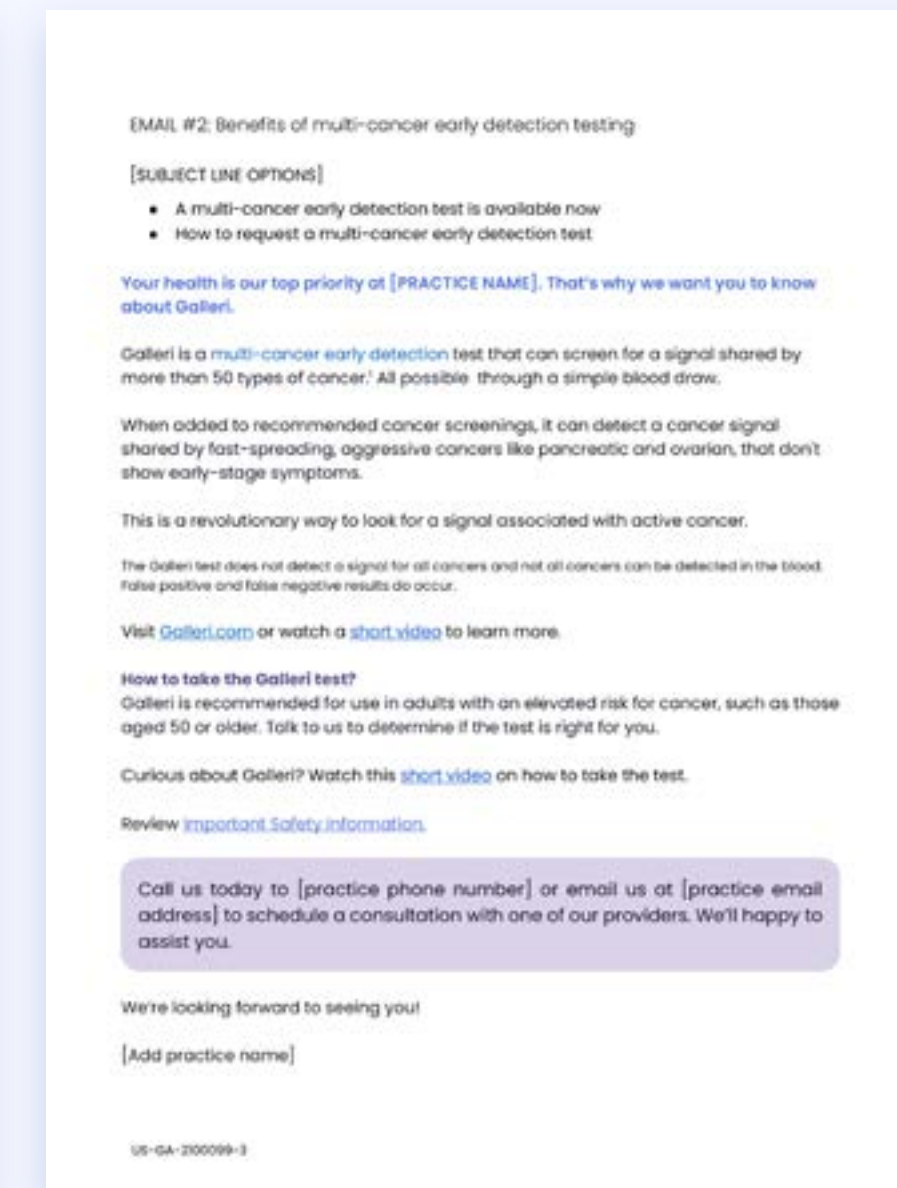 EMAIL #2: Benefits of multi-cancer early detection testing
[SUBJECT LINE OPTIONS]
• A multi-cancer early detection test is available now
• How to request a multi-cancer early detection test
Your health is our top priority at [PRACTICE NAME]. That's why we want you to know
about Galleri.
Galleri is a multi-cancer early detection test that can screen for a signal shared by
more than 50 types of cancer.¹ All possible through a simple blood draw.
When added to recommended cancer screenings, it can detect a cancer signal
shared by fast-spreading, aggressive cancers like pancreatic and ovarian, that don't
show early-stage symptoms.
This is a revolutionary way to look for a signal associated with active cancer.
The Galleri test does not detect a signal for all cancers and not all cancers can be detected in the blood.
False positive and false negative results do occur.
Visit Galleri.com or watch a short video to learn more.
How to take the Galleri test?
Galleri is recommended for use in adults with an elevated risk for cancer, such as those
aged 50 or older. Talk to us to determine if the test is right for you.
Curious about Galleri? Watch this short video on how to take the test.
Review Important Safety Information.
Call us today to [practice phone number] or email us at [practice email
address] to schedule a consultation with one of our providers. We'll happy to
assist you.
We're looking forward to seeing you!
[Add practice name]
US-GA-2100099-3